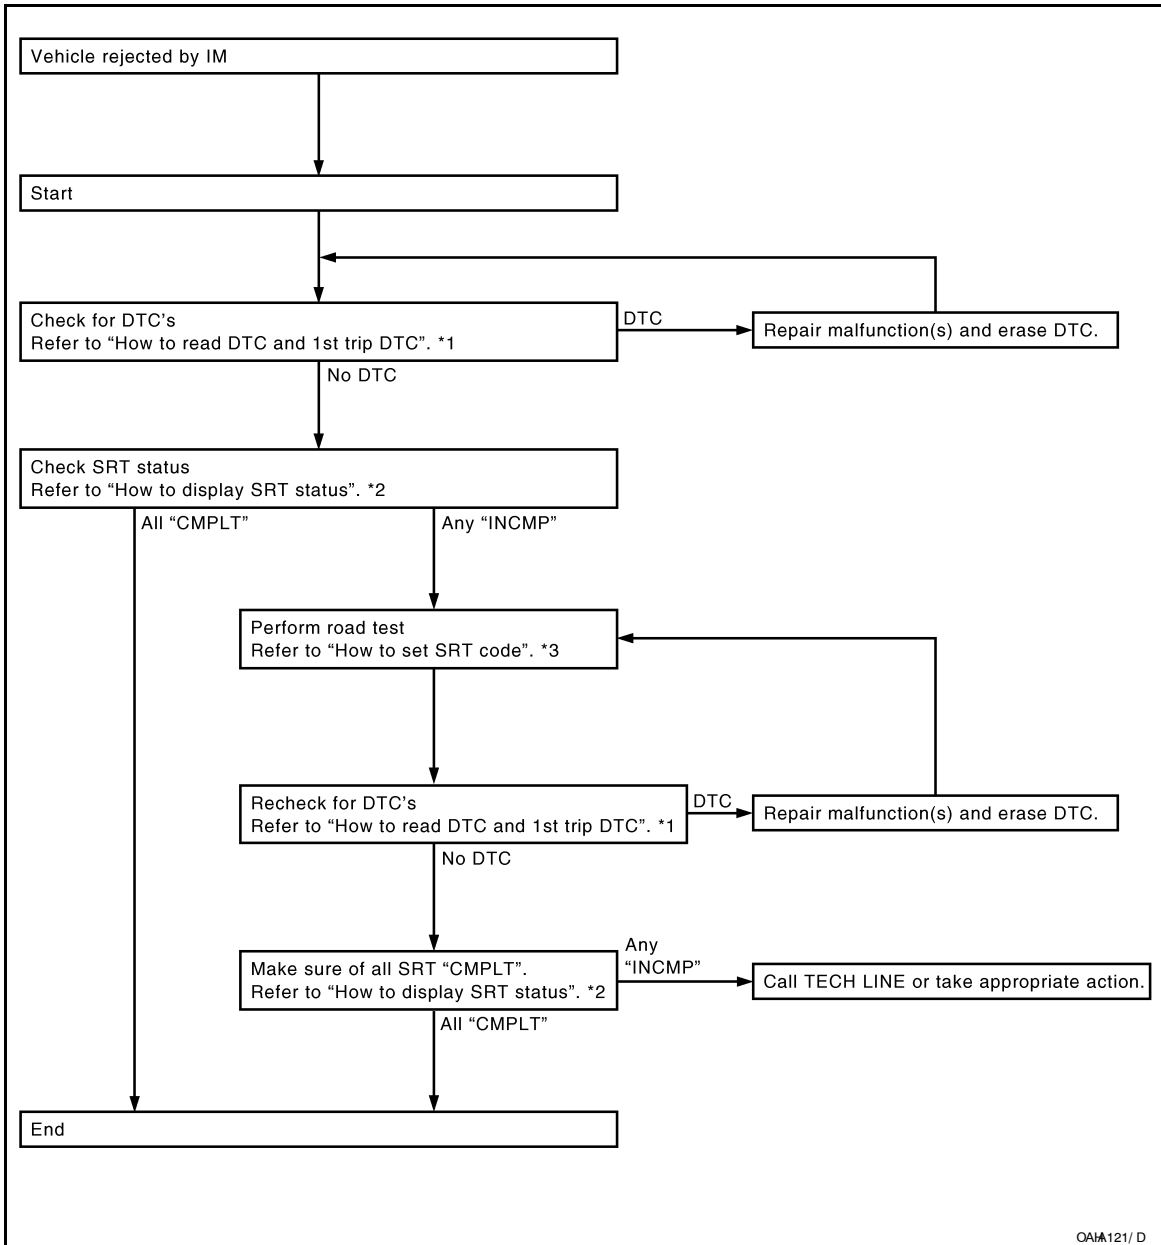 Vehicle rejected by IM
Start
Check for DTC's
Refer to “How to read DTC and 1st trip DTC”. *1
DTC
Repair malfunction(s) and erase DTC.
No DTC
Check SRT status
Refer to “How to display SRT status”. *2
All “CMPLT”
Any “INCMP”
Perform road test
Refer to “How to set SRT code”. *3
Recheck for DTC's
Refer to “How to read DTC and 1st trip DTC”. *1
DTC
Repair malfunction(s) and erase DTC.
No DTC
Make sure of all SRT “CMPLT”.
Refer to “How to display SRT status”. *2
Any
“INCMP”
Call TECH LINE or take appropriate action.
All “CMPLT”
End